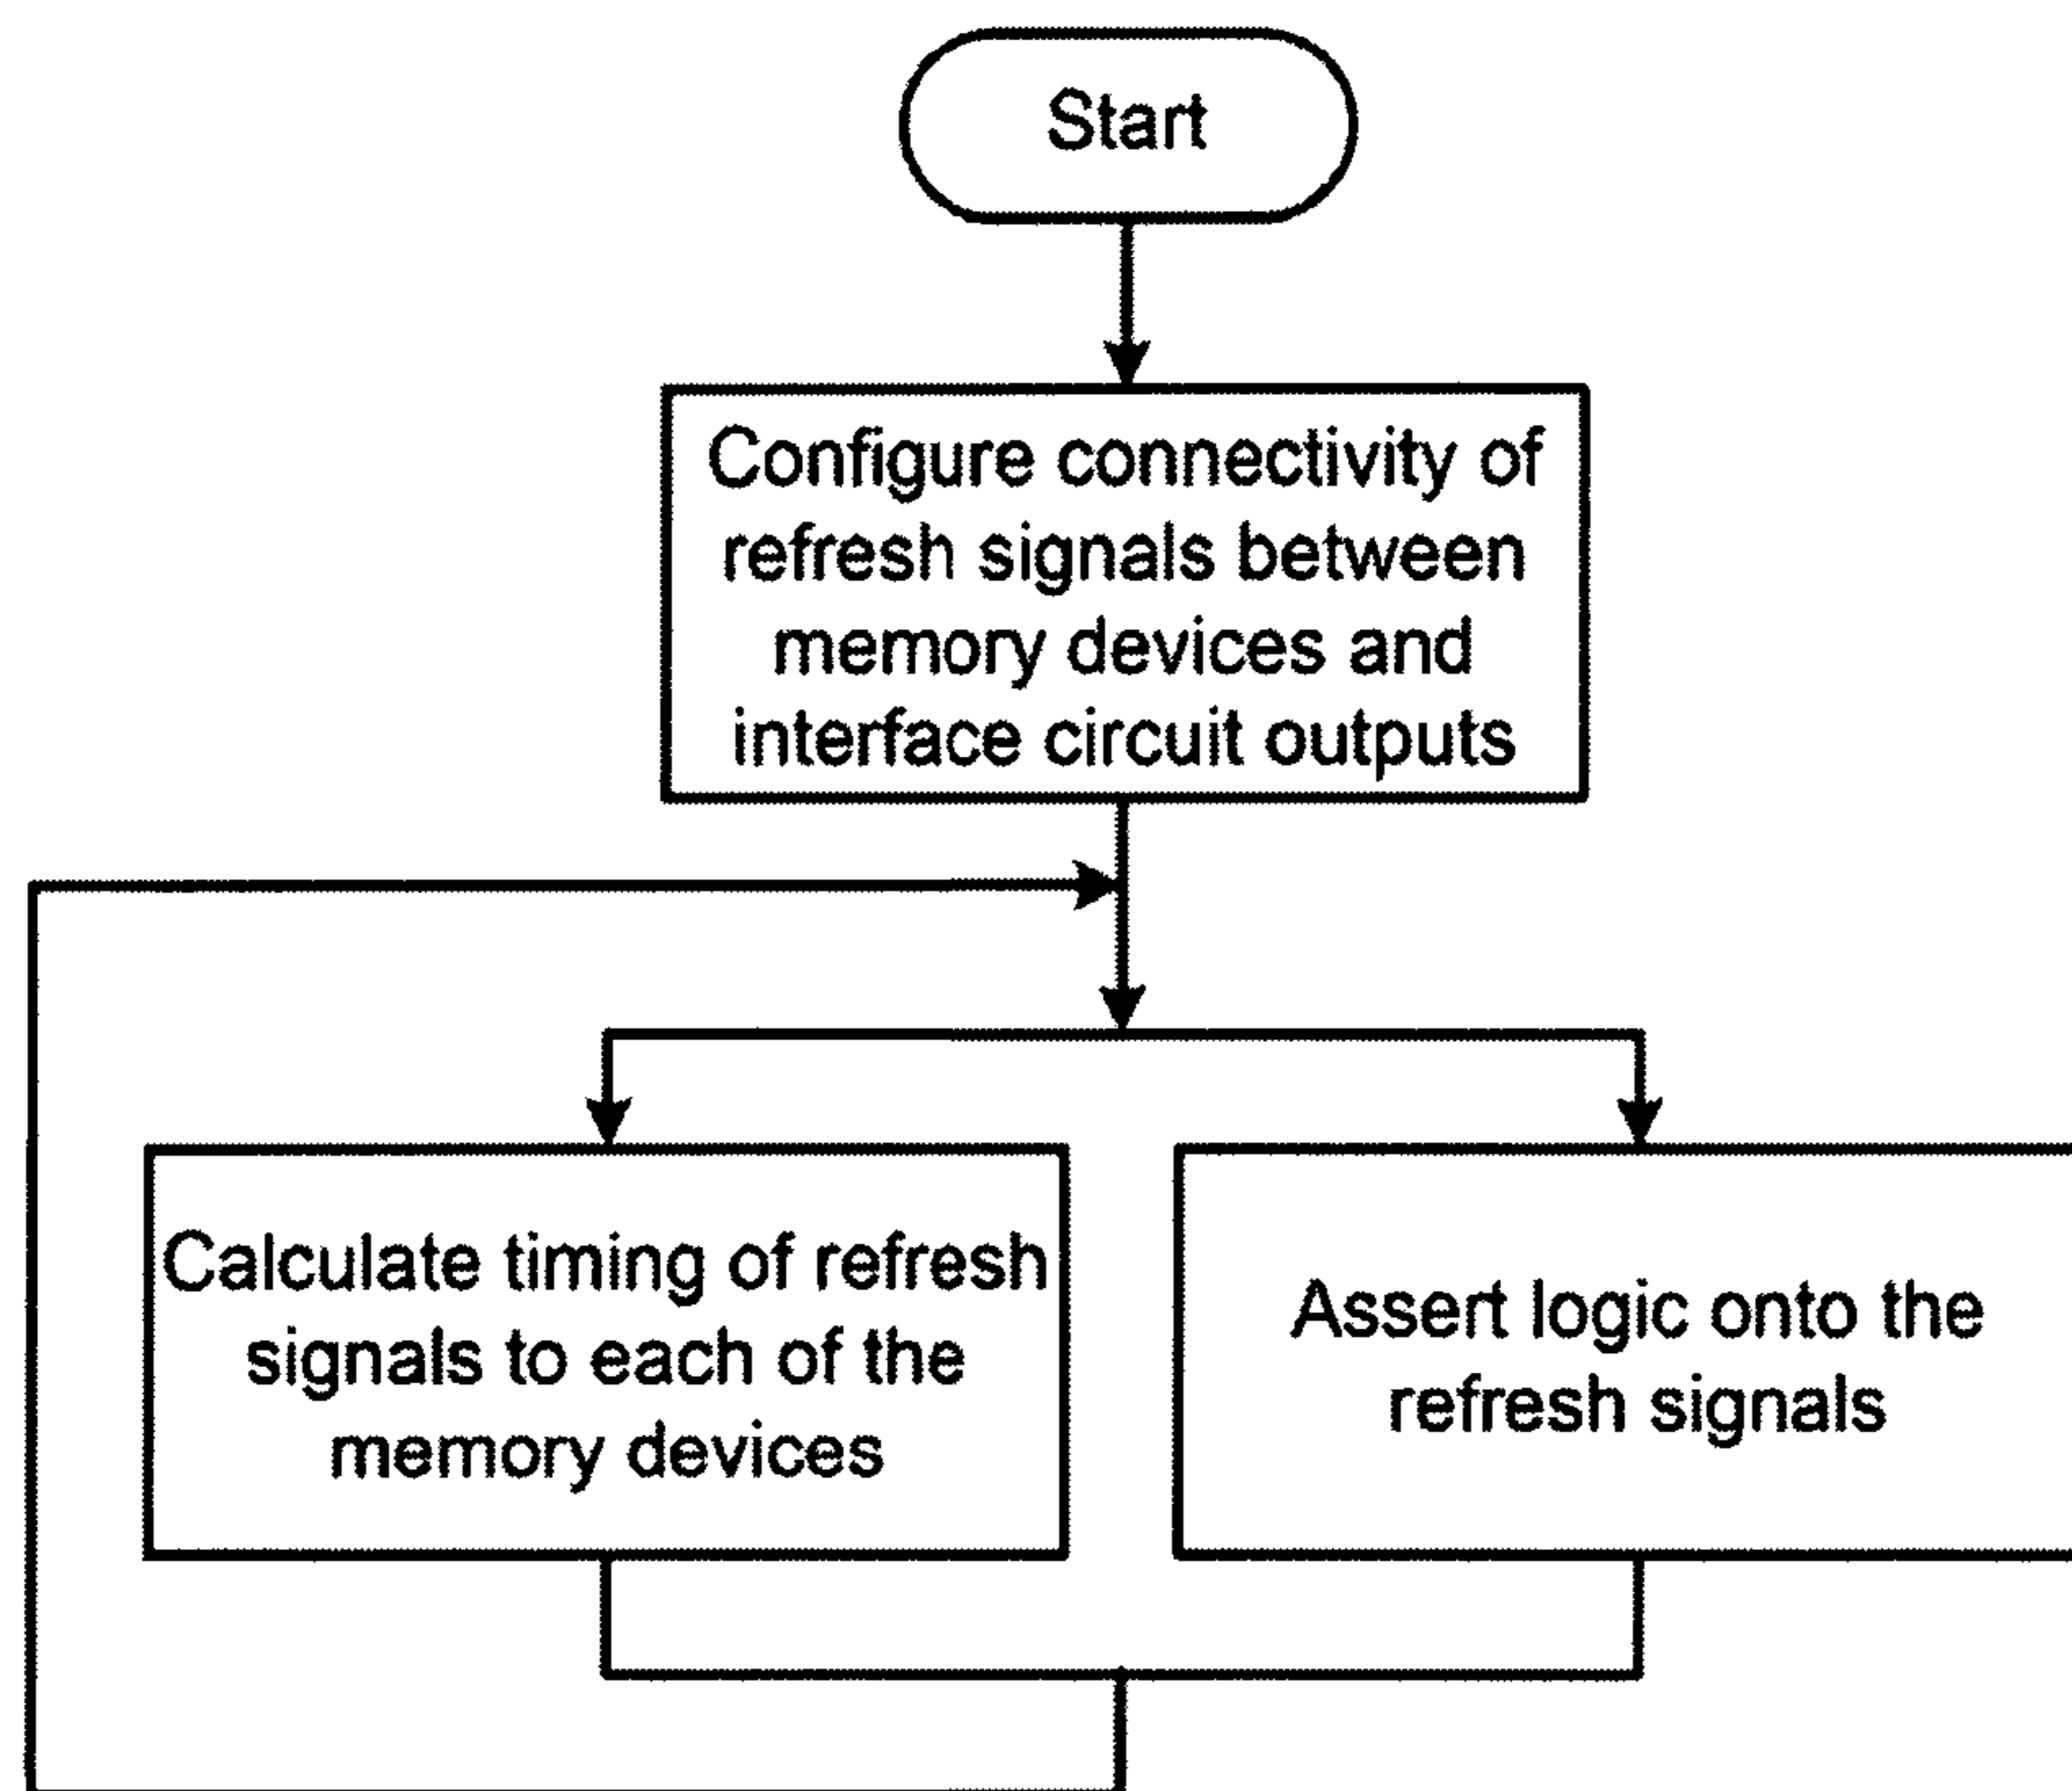 Start
Configure connectivity of
refresh signals between
memory devices and
interface circuit outputs
Calculate timing of refresh
signals to each of the
memory devices
Assert logic onto the
refresh signals